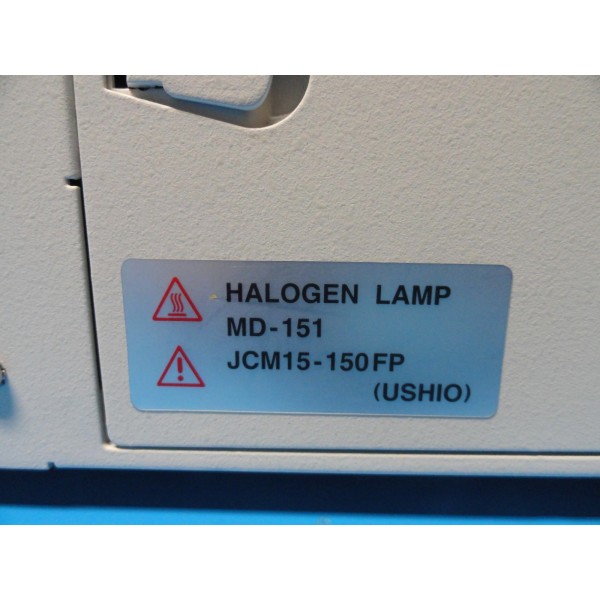 HALOGEN LAMP
MD-151
JCM15-150FP
(USHIO)